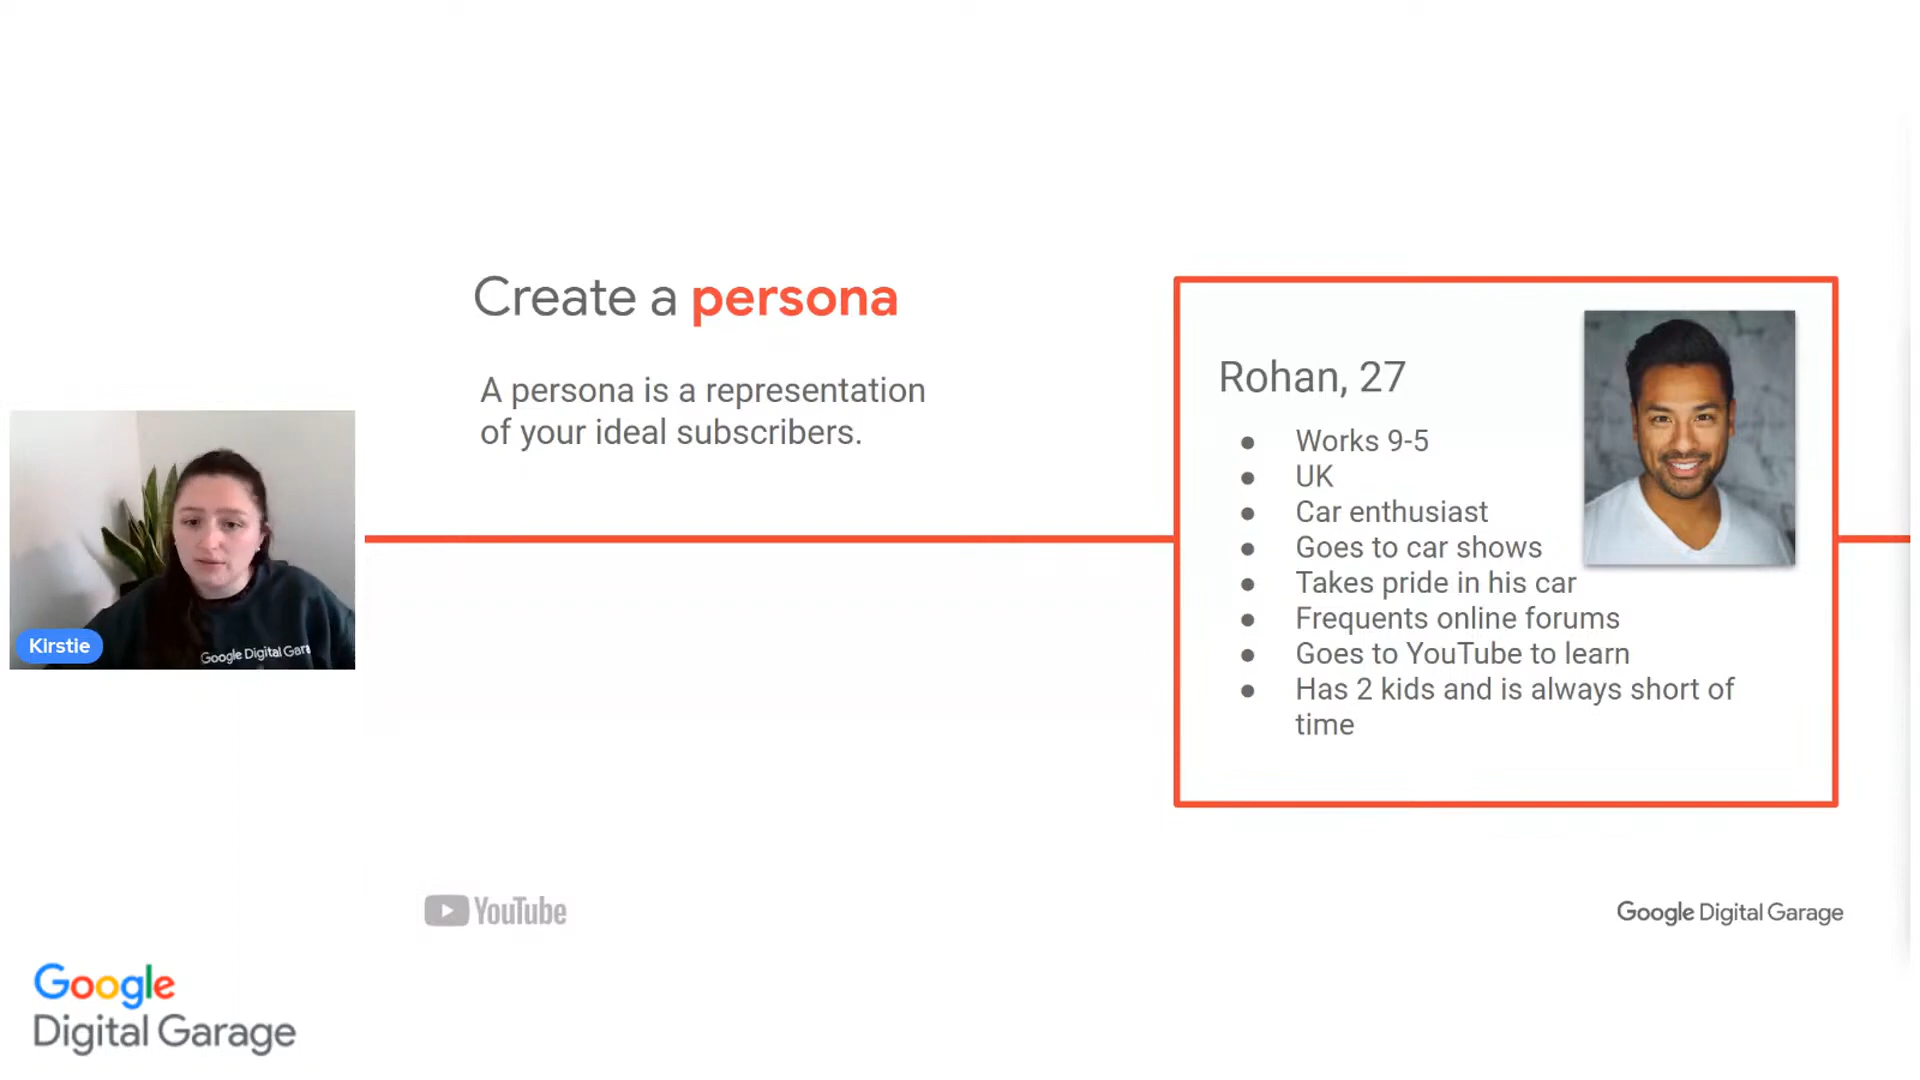 Create a persona
A persona is a representation
of your ideal subscribers.
Rohan, 27
● Works 9-5
● UK
● Car enthusiast
● Goes to car shows
● Takes pride in his car
● Frequents online forums
● Goes to YouTube to learn
● Has 2 kids and is always short of
time
Kirstie
Google Digital Gara
YouTube
Google Digital Garage
Google
Digital Garage